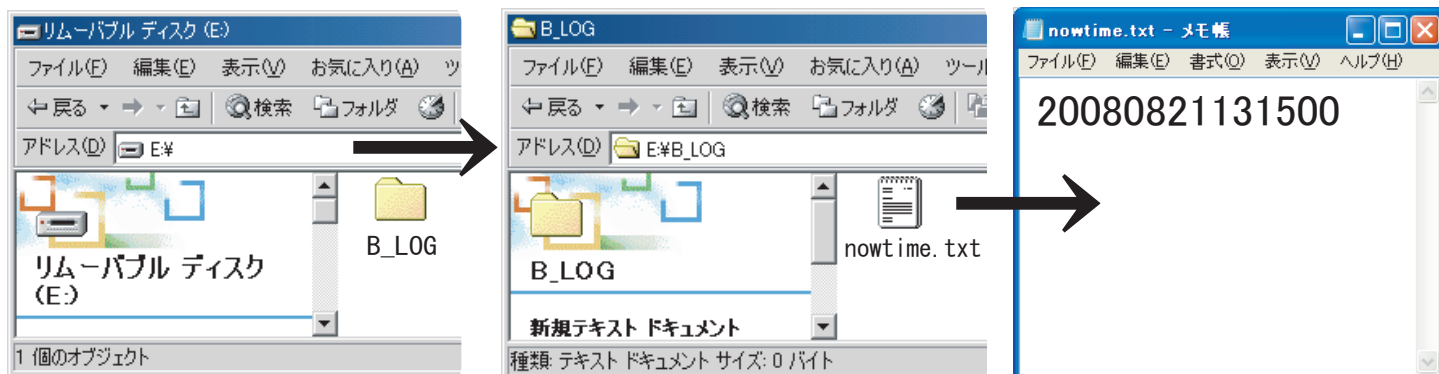 リムーバブル ディスク (E:)
ファイル(F) 編集(E) 表示(V) お気に入り(A) ツ
戻る 検索 フォルダ
アドレス(D) E:¥
B_LOG
リムーバブル ディスク
(E:)
1 個のオブジェクト
B_LOG
ファイル(F) 編集(E) 表示(V) お気に入り(A) ツール
戻る 検索 フォルダ
アドレス(D) E:¥B_LOG
nowtime.txt
B_LOG
新規テキスト ドキュメント
種類: テキスト ドキュメント サイズ: 0 バイト
nowtime.txt - メモ帳
ファイル(F) 編集(E) 書式(O) 表示(V) ヘルプ(H)
20080821131500